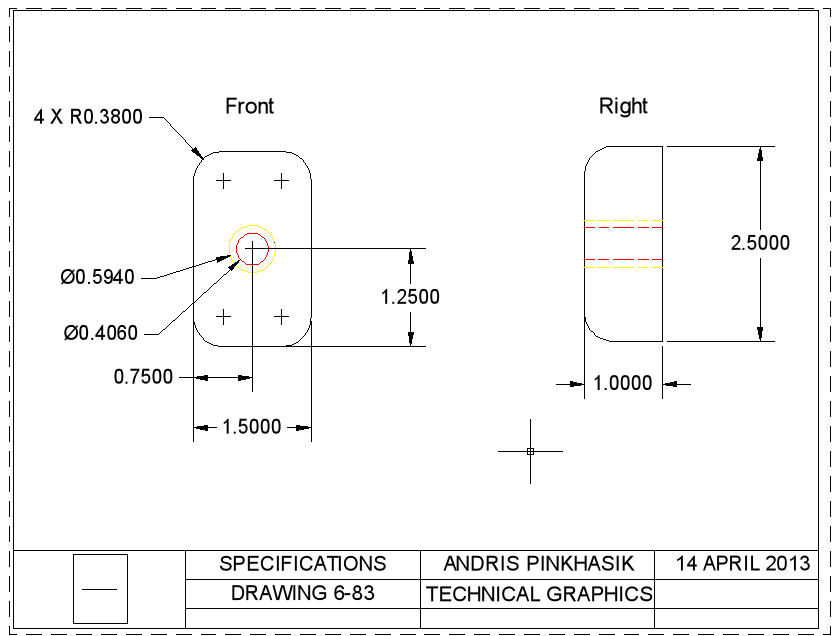 Front
Right
4 X R0.3800
2.5000
Ø0.5940
1.2500
Ø0.4060
0.7500
1.0000
1.5000
SPECIFICATIONS
ANDRIS PINKHASIK
14 APRIL 2013
DRAWING 6-83
TECHNICAL GRAPHICS